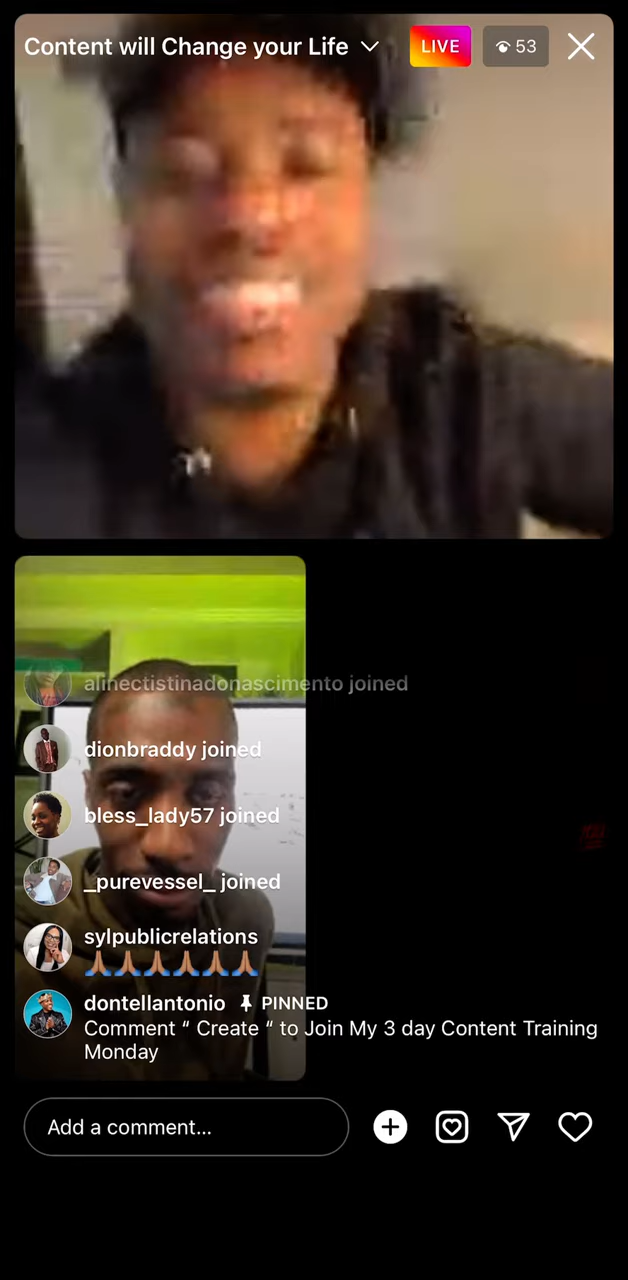 Content will Change your Life
LIVE
53
alinectistinadonascimento joined
dionbraddy joined
bless_lady57 joined
_purevessel_ joined
sylpublicrelations
🙏🏽🙏🏽🙏🏽🙏🏽🙏🏽🙏🏽
dontellantonio PINNED
Comment “ Create “ to Join My 3 day Content Training
Monday
Add a comment...